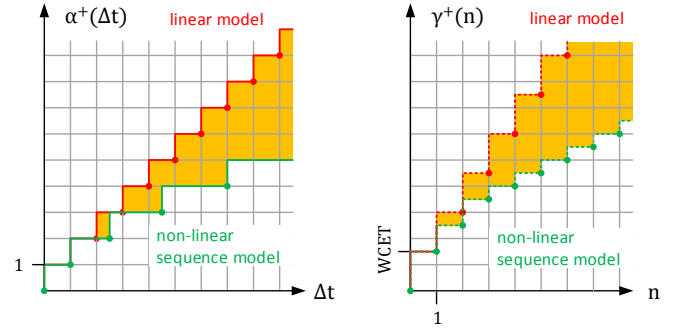 α⁺(Δt)
linear model
1
non-linear
sequence model
Δt
γ⁺(n)
linear model
WCET
non-linear
sequence model
n
1